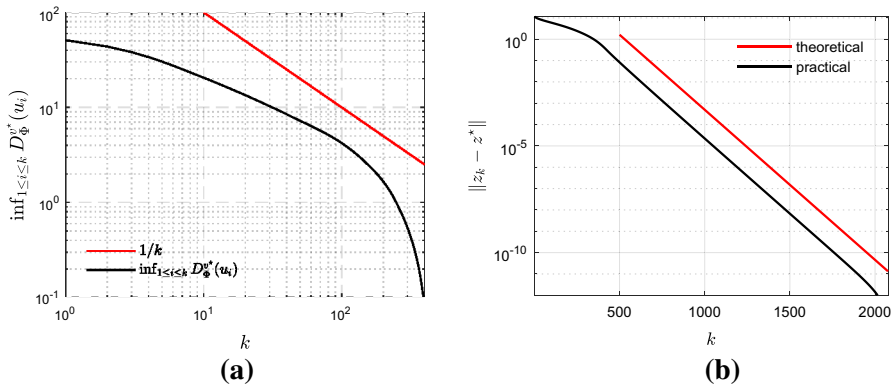 10^2
10^1
10^0
10^-1
inf_{1≤i≤k} D_Φ^{v*}(u_i)
1/k
inf_{1≤i≤k} D_Φ^{v*}(u_i)
10^0
10^1
10^2
k
(a)
10^0
10^-5
10^-10
‖z_k − z*‖
theoretical
practical
500
1000
1500
2000
k
(b)